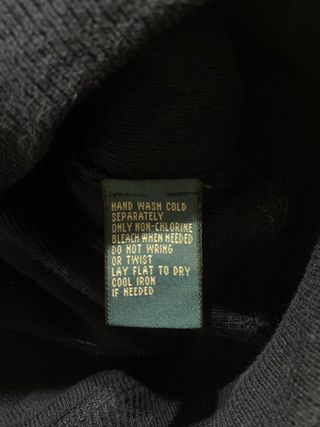 HAND WASH COLD
SEPARATELY
ONLY NON-CHLORINE
BLEACH WHEN NEEDED
DO NOT WRING
OR TWIST
LAY FLAT TO DRY
COOL IRON
IF NEEDED